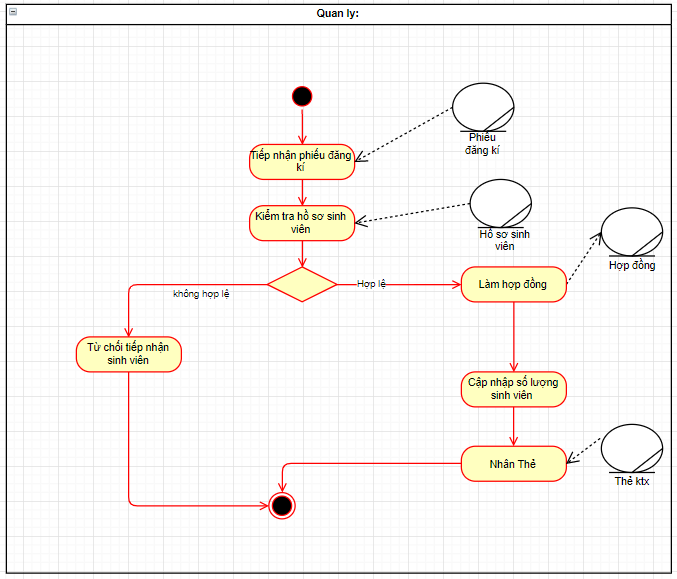 Quan ly:
Tiếp nhận phiếu đăng
kí
Phiếu
đăng kí
Kiểm tra hồ sơ sinh
viên
Hồ sơ sinh
viên
Hợp đồng
không hợp lệ
Hợp lệ
Làm hợp đồng
Từ chối tiếp nhận
sinh viên
Cập nhập số lượng
sinh viên
Nhân Thẻ
Thẻ ktx